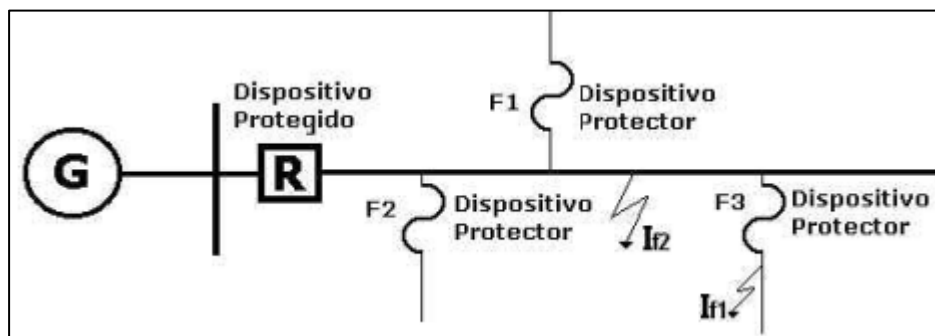 Dispositivo
Protegido
G
R
F1
Dispositivo
Protector
F2
Dispositivo
Protector
If2
F3
Dispositivo
Protector
If1